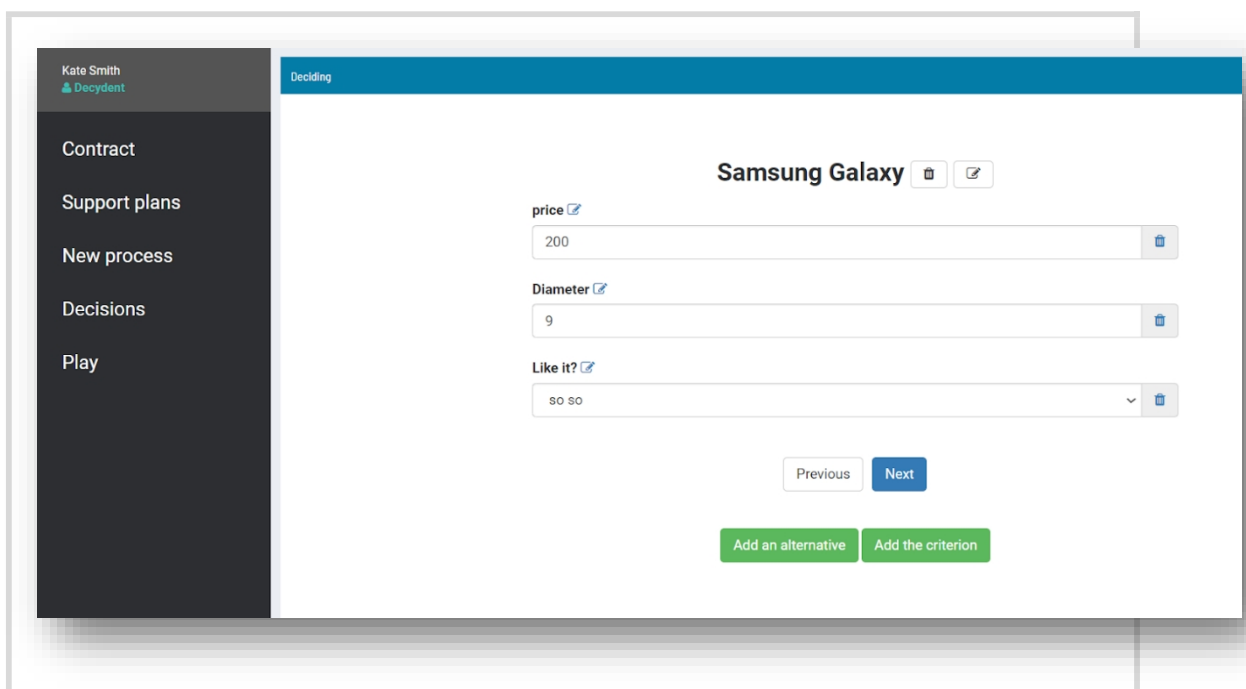 Kate Smith
Decydent
Deciding
Contract
Support plans
New process
Decisions
Play
Samsung Galaxy
price
200
Diameter
9
Like it?
so so
Previous Next
Add an alternative Add the criterion